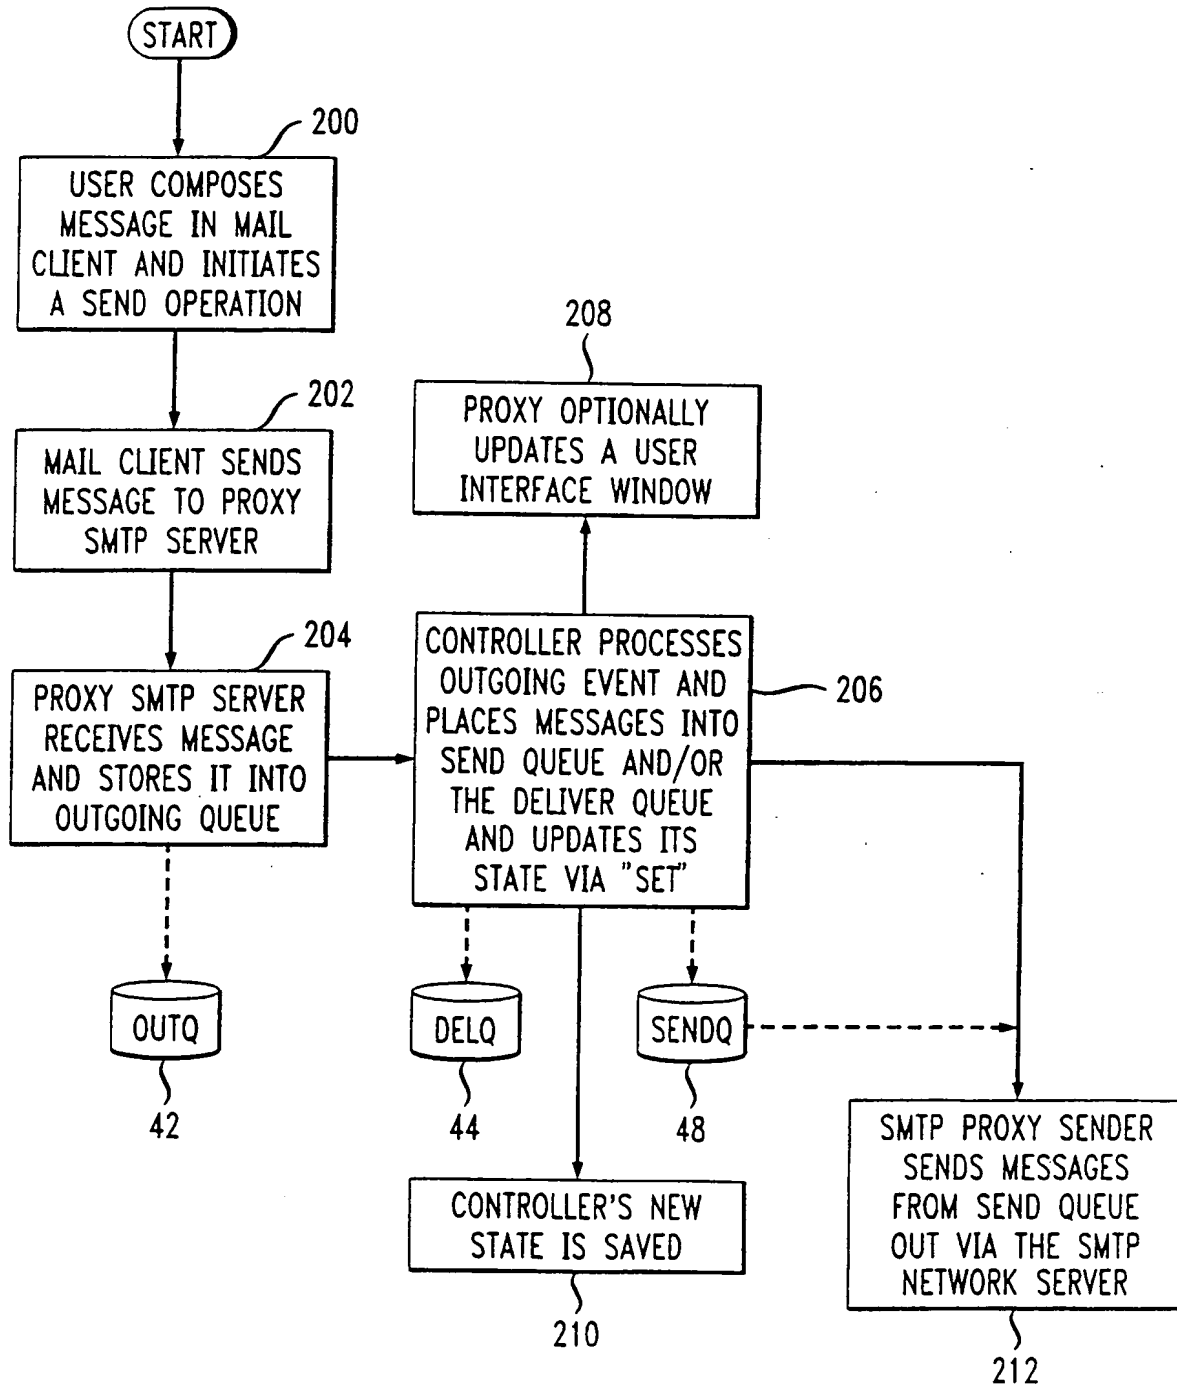 START
200
USER COMPOSES
MESSAGE IN MAIL
CLIENT AND INITIATES
A SEND OPERATION
202
MAIL CLIENT SENDS
MESSAGE TO PROXY
SMTP SERVER
204
PROXY SMTP SERVER
RECEIVES MESSAGE
AND STORES IT INTO
OUTGOING QUEUE
208
PROXY OPTIONALLY
UPDATES A USER
INTERFACE WINDOW
CONTROLLER PROCESSES
OUTGOING EVENT AND
PLACES MESSAGES INTO
SEND QUEUE AND/OR
THE DELIVER QUEUE
AND UPDATES ITS
STATE VIA "SET"
206
OUTQ
42
DELQ
44
SENDQ
48
CONTROLLER'S NEW
STATE IS SAVED
210
SMTP PROXY SENDER
SENDS MESSAGES
FROM SEND QUEUE
OUT VIA THE SMTP
NETWORK SERVER
212